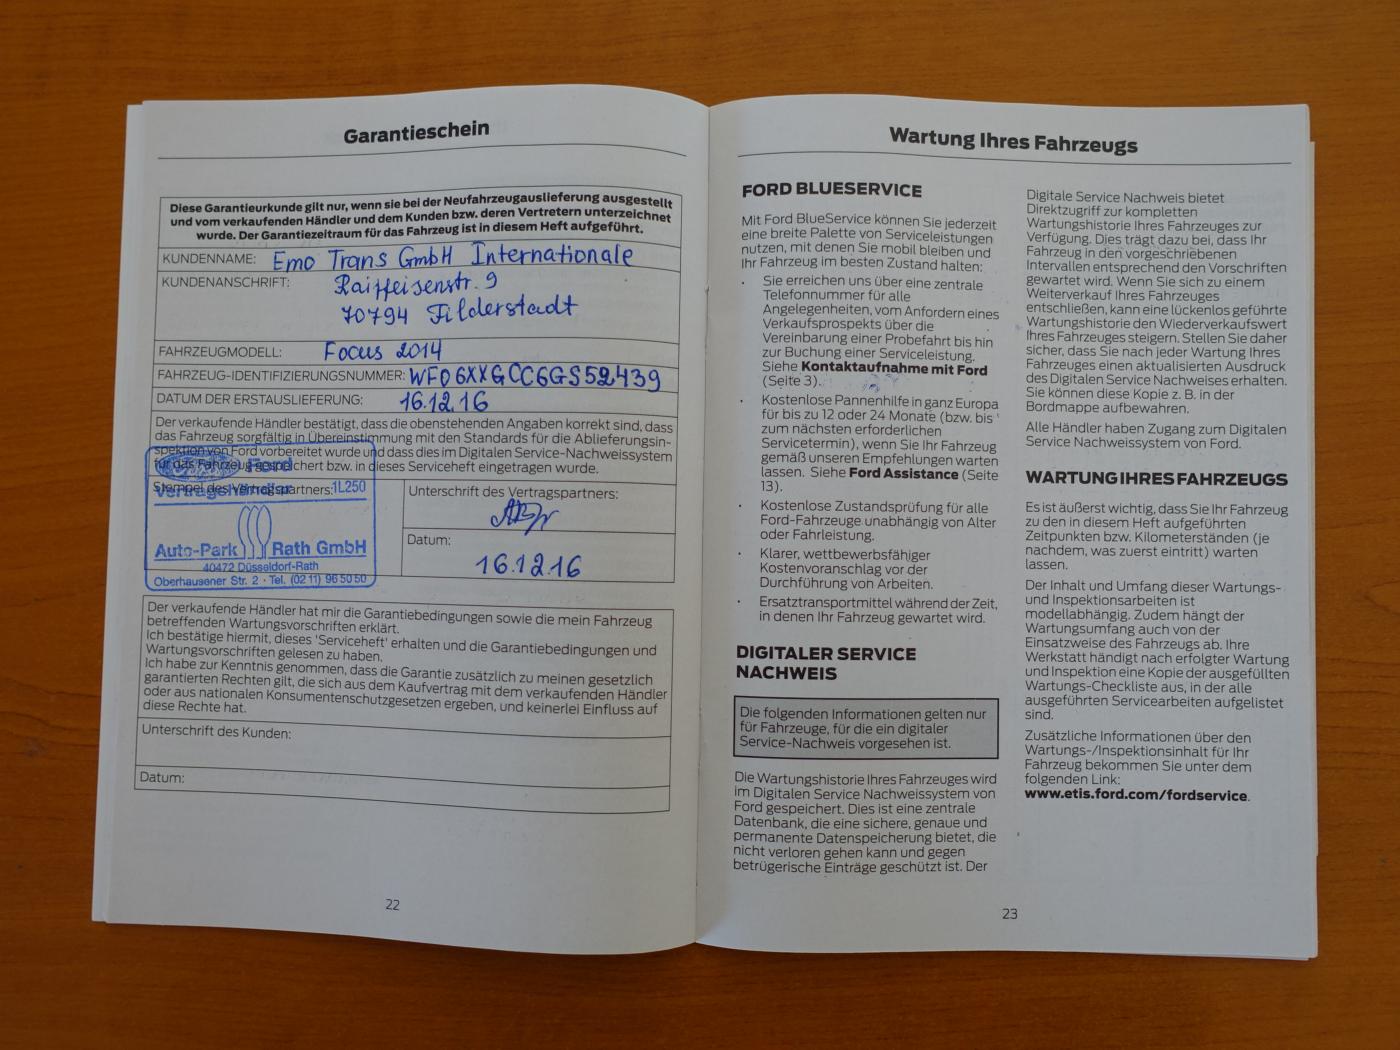 Garantieschein
Diese Garantieurkunde gilt nur, wenn sie bei der Neufahrzeugauslieferung ausgestellt
und vom verkaufenden Händler und dem Kunden bzw. deren Vertretern unterzeichnet
wurde. Der Garantiezeitraum für das Fahrzeug ist in diesem Heft aufgeführt.
KUNDENNAME: Emo Trans GmbH Internationale
KUNDENANSCHRIFT: Raiffeisenstr. 9
70794 Filderstadt
FAHRZEUGMODELL: Focus 2014
FAHRZEUG-IDENTIFIZIERUNGSNUMMER: WF06XXGCC6GS52439
DATUM DER ERSTAUSLIEFERUNG: 16.12.16
Der verkaufende Händler bestätigt, dass die obenstehenden Angaben korrekt sind, dass
das Fahrzeug sorgfältig in Übereinstimmung mit den Standards für die Ablieferungsin-
spektion von Ford vorbereitet wurde und dass dies im Digitalen Service-Nachweissystem
für das Fahrzeug gespeichert bzw. in dieses Serviceheft eingetragen wurde.
Stempel des Vertragspartners:
Ford
Vertragshändler 1L250
Auto-Park Rath GmbH
40472 Düsseldorf-Rath
Oberhausener Str. 2 · Tel. (02 11) 96 50 50
Unterschrift des Vertragspartners:
Datum:
16.12.16
Der verkaufende Händler hat mir die Garantiebedingungen sowie die mein Fahrzeug
betreffenden Wartungsvorschriften erklärt.
Ich bestätige hiermit, dieses 'Serviceheft' erhalten und die Garantiebedingungen und
Wartungsvorschriften gelesen zu haben.
Ich habe zur Kenntnis genommen, dass die Garantie zusätzlich zu meinen gesetzlich
garantierten Rechten gilt, die sich aus dem Kaufvertrag mit dem verkaufenden Händler
oder aus nationalen Konsumentenschutzgesetzen ergeben, und keinerlei Einfluss auf
diese Rechte hat.
Unterschrift des Kunden:
Datum:
22
Wartung Ihres Fahrzeugs
FORD BLUESERVICE
Mit Ford BlueService können Sie jederzeit
eine breite Palette von Serviceleistungen
nutzen, mit denen Sie mobil bleiben und
Ihr Fahrzeug im besten Zustand halten:
· Sie erreichen uns über eine zentrale
Telefonnummer für alle
Angelegenheiten, vom Anfordern eines
Verkaufsprospekts über die
Vereinbarung einer Probefahrt bis hin
zur Buchung einer Serviceleistung.
Siehe Kontaktaufnahme mit Ford
(Seite 3).
· Kostenlose Pannenhilfe in ganz Europa
für bis zu 12 oder 24 Monate (bzw. bis
zum nächsten erforderlichen
Servicetermin), wenn Sie Ihr Fahrzeug
gemäß unseren Empfehlungen warten
lassen. Siehe Ford Assistance (Seite
13).
· Kostenlose Zustandsprüfung für alle
Ford-Fahrzeuge unabhängig von Alter
oder Fahrleistung.
· Klarer, wettbewerbsfähiger
Kostenvoranschlag vor der
Durchführung von Arbeiten.
· Ersatztransportmittel während der Zeit,
in denen Ihr Fahrzeug gewartet wird.
DIGITALER SERVICE
NACHWEIS
Die folgenden Informationen gelten nur
für Fahrzeuge, für die ein digitaler
Service-Nachweis vorgesehen ist.
Die Wartungshistorie Ihres Fahrzeuges wird
im Digitalen Service Nachweissystem von
Ford gespeichert. Dies ist eine zentrale
Datenbank, die eine sichere, genaue und
permanente Datenspeicherung bietet, die
nicht verloren gehen kann und gegen
betrügerische Einträge geschützt ist. Der
Digitale Service Nachweis bietet
Direktzugriff zur kompletten
Wartungshistorie Ihres Fahrzeuges zur
Verfügung. Dies trägt dazu bei, dass Ihr
Fahrzeug in den vorgeschriebenen
Intervallen entsprechend den Vorschriften
gewartet wird. Wenn Sie sich zu einem
Weiterverkauf Ihres Fahrzeuges
entschließen, kann eine lückenlos geführte
Wartungshistorie den Wiederverkaufswert
Ihres Fahrzeuges steigern. Stellen Sie daher
sicher, dass Sie nach jeder Wartung Ihres
Fahrzeuges einen aktualisierten Ausdruck
des Digitalen Service Nachweises erhalten.
Sie können diese Kopie z. B. in der
Bordmappe aufbewahren.
Alle Händler haben Zugang zum Digitalen
Service Nachweissystem von Ford.
WARTUNG IHRES FAHRZEUGS
Es ist äußerst wichtig, dass Sie Ihr Fahrzeug
zu den in diesem Heft aufgeführten
Zeitpunkten bzw. Kilometerständen (je
nachdem, was zuerst eintritt) warten
lassen.
Der Inhalt und Umfang dieser Wartungs-
und Inspektionsarbeiten ist
modellabhängig. Zudem hängt der
Wartungsumfang auch von der
Einsatzweise des Fahrzeugs ab. Ihre
Werkstatt händigt nach erfolgter Wartung
und Inspektion eine Kopie der ausgefüllten
Wartungs-Checkliste aus, in der alle
ausgeführten Servicearbeiten aufgelistet
sind.
Zusätzliche Informationen über den
Wartungs-/Inspektionsinhalt für Ihr
Fahrzeug bekommen Sie unter dem
folgenden Link:
www.etis.ford.com/fordservice.
23